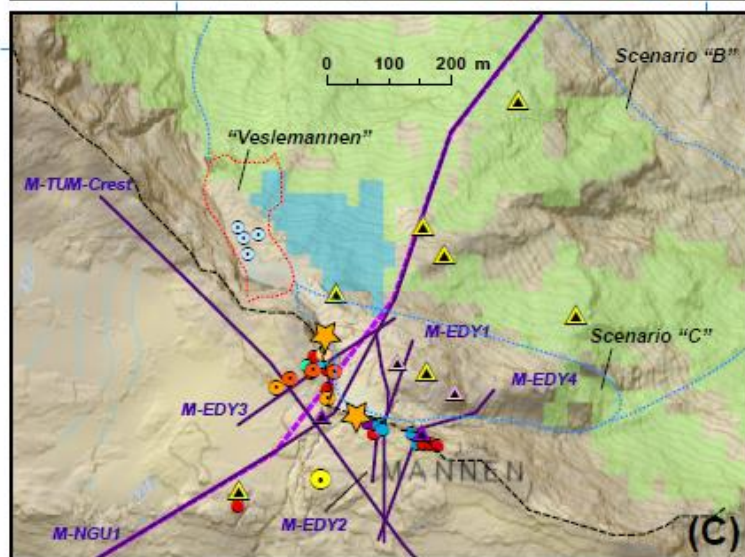 Scenario "B"
0 100 200 m
"Veslemannen"
M-TUM-Crest
M-EDY1
Scenario "C"
M-EDY4
M-EDY3
MANNEN
M-EDY2
M-NGU1
(C)